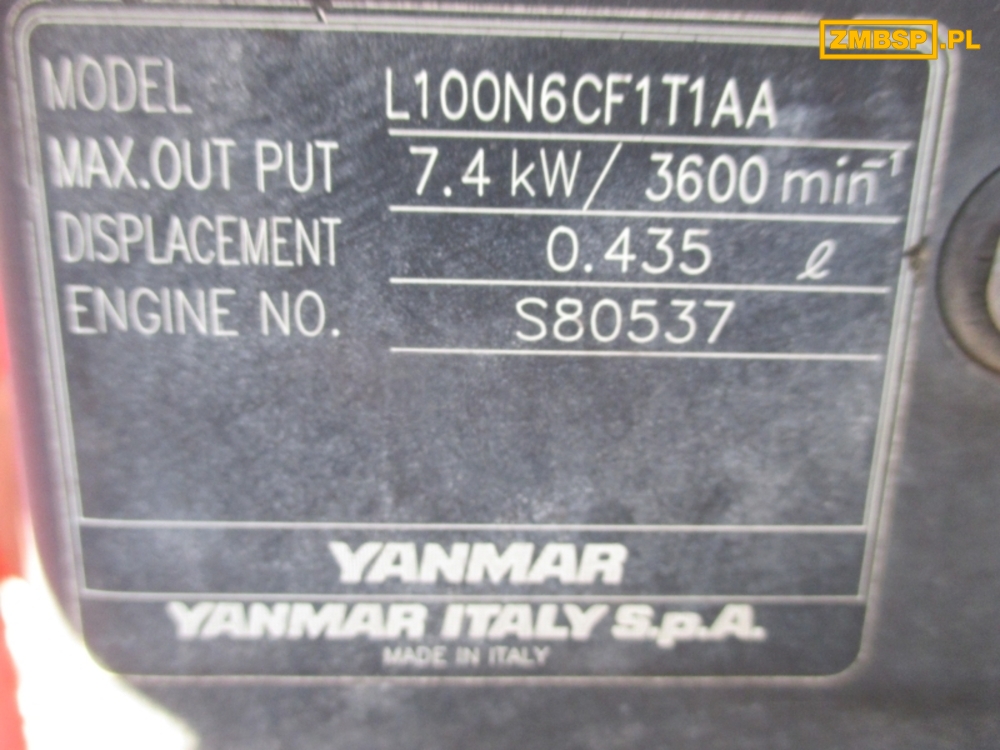 ZMBSP.PL
MODEL L100N6CF1T1AA
MAX.OUT PUT 7.4 kW/ 3600 min⁻¹
DISPLACEMENT 0.435 ℓ
ENGINE NO. S80537
YANMAR
YANMAR ITALY S.p.A.
MADE IN ITALY